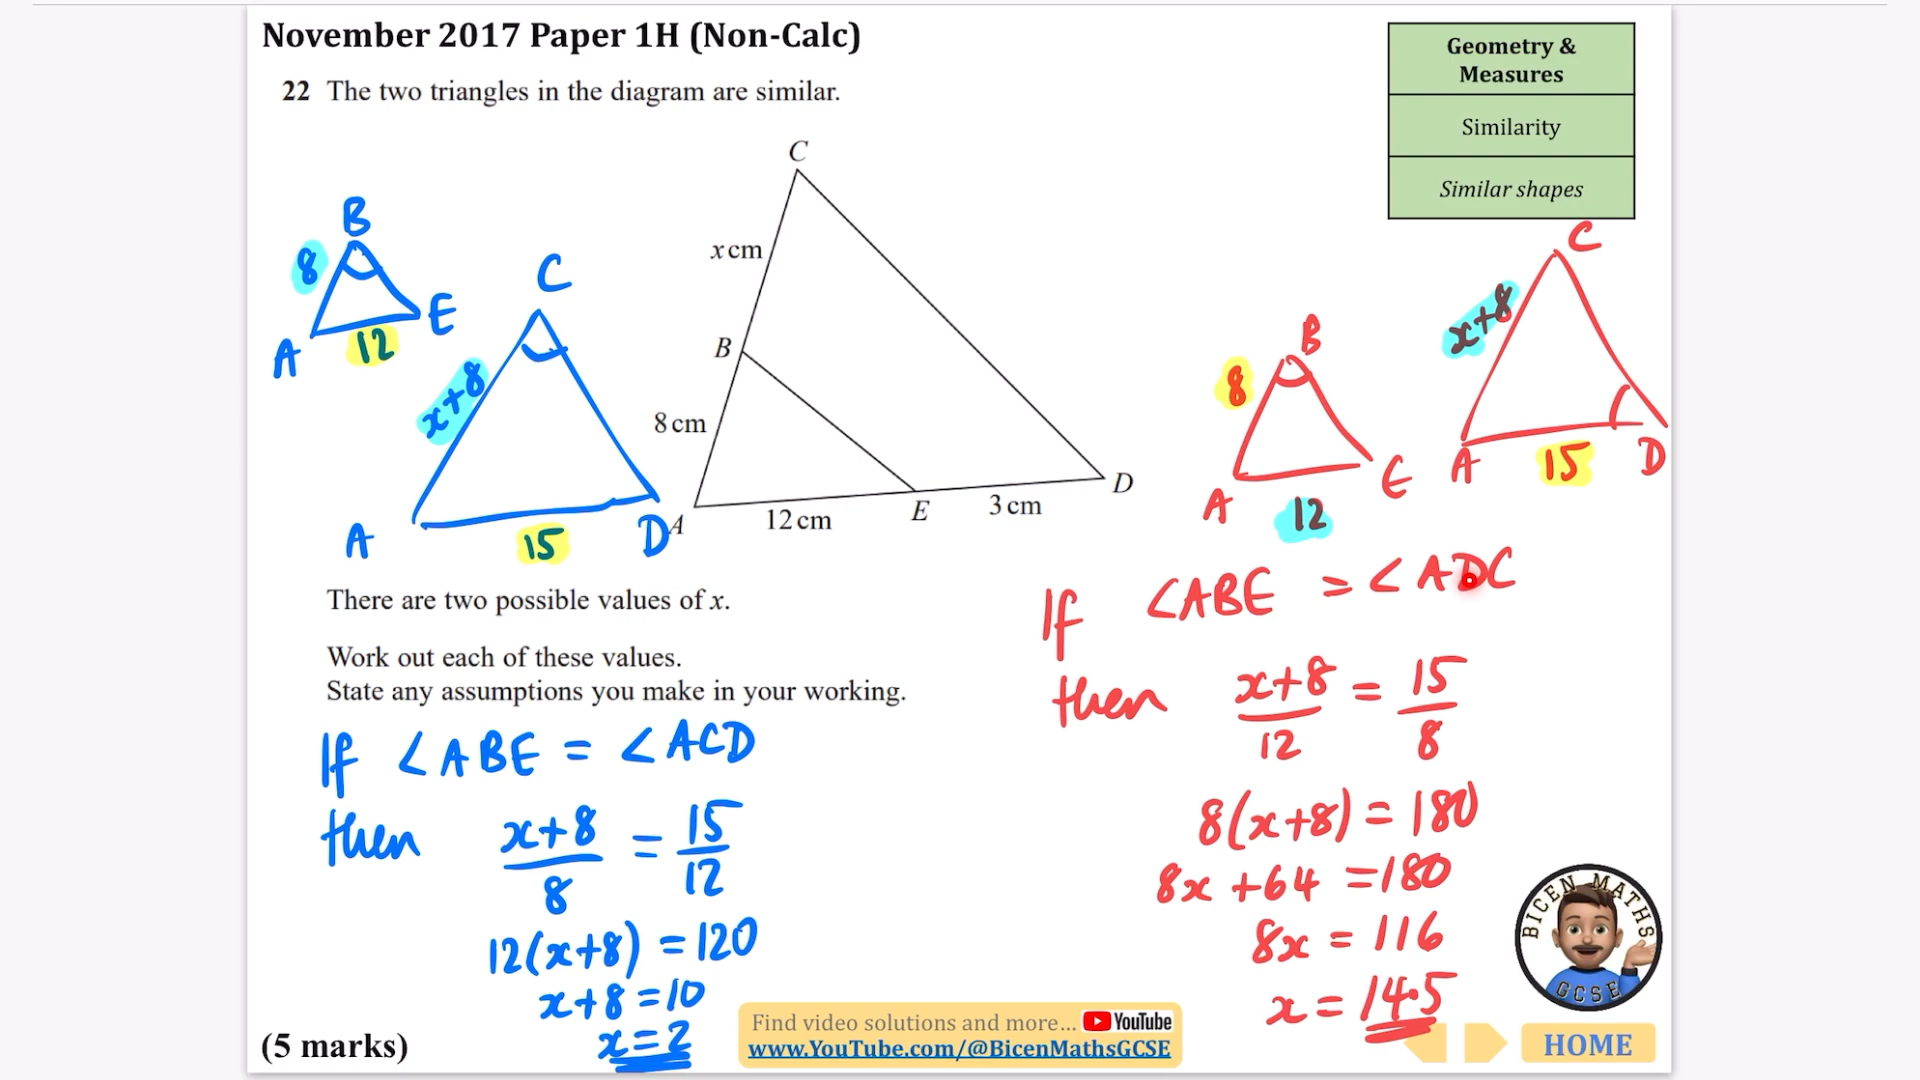 November 2017 Paper 1H (Non-Calc)
Geometry &
Measures
Similarity
Similar shapes
22 The two triangles in the diagram are similar.
C
x cm
B
8 cm
A
12 cm
E
3 cm
D
B
8
E
A
12
C
x+8
A
15
D
B
8
A
E
12
C
x+8
A
15
D
There are two possible values of x.
Work out each of these values.
State any assumptions you make in your working.
If ∠ABE = ∠ACD
then x+8/8 = 15/12
12(x+8) = 120
x+8 = 10
x = 2
If ∠ABE = ∠ADC
then x+8/12 = 15/8
8(x+8) = 180
8x + 64 = 180
8x = 116
x = 14.5
(5 marks)
Find video solutions and more... YouTube
www.YouTube.com/@BicenMathsGCSE
BICEN MATHS
GCSE
HOME